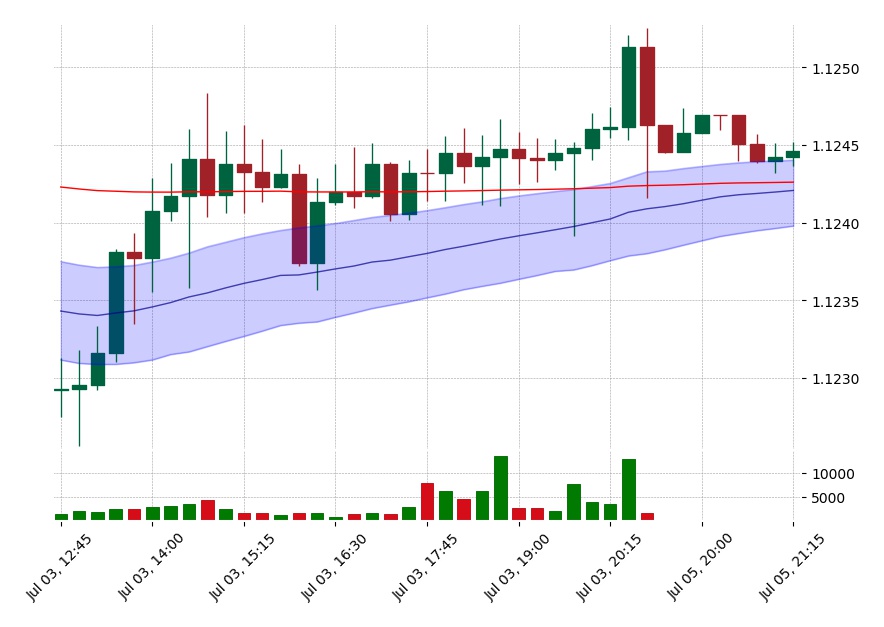 1.1250
1.1245
1.1240
1.1235
1.1230
10000
5000
Jul 03, 12:45
Jul 03, 14:00
Jul 03, 15:15
Jul 03, 16:30
Jul 03, 17:45
Jul 03, 19:00
Jul 03, 20:15
Jul 05, 20:00
Jul 05, 21:15